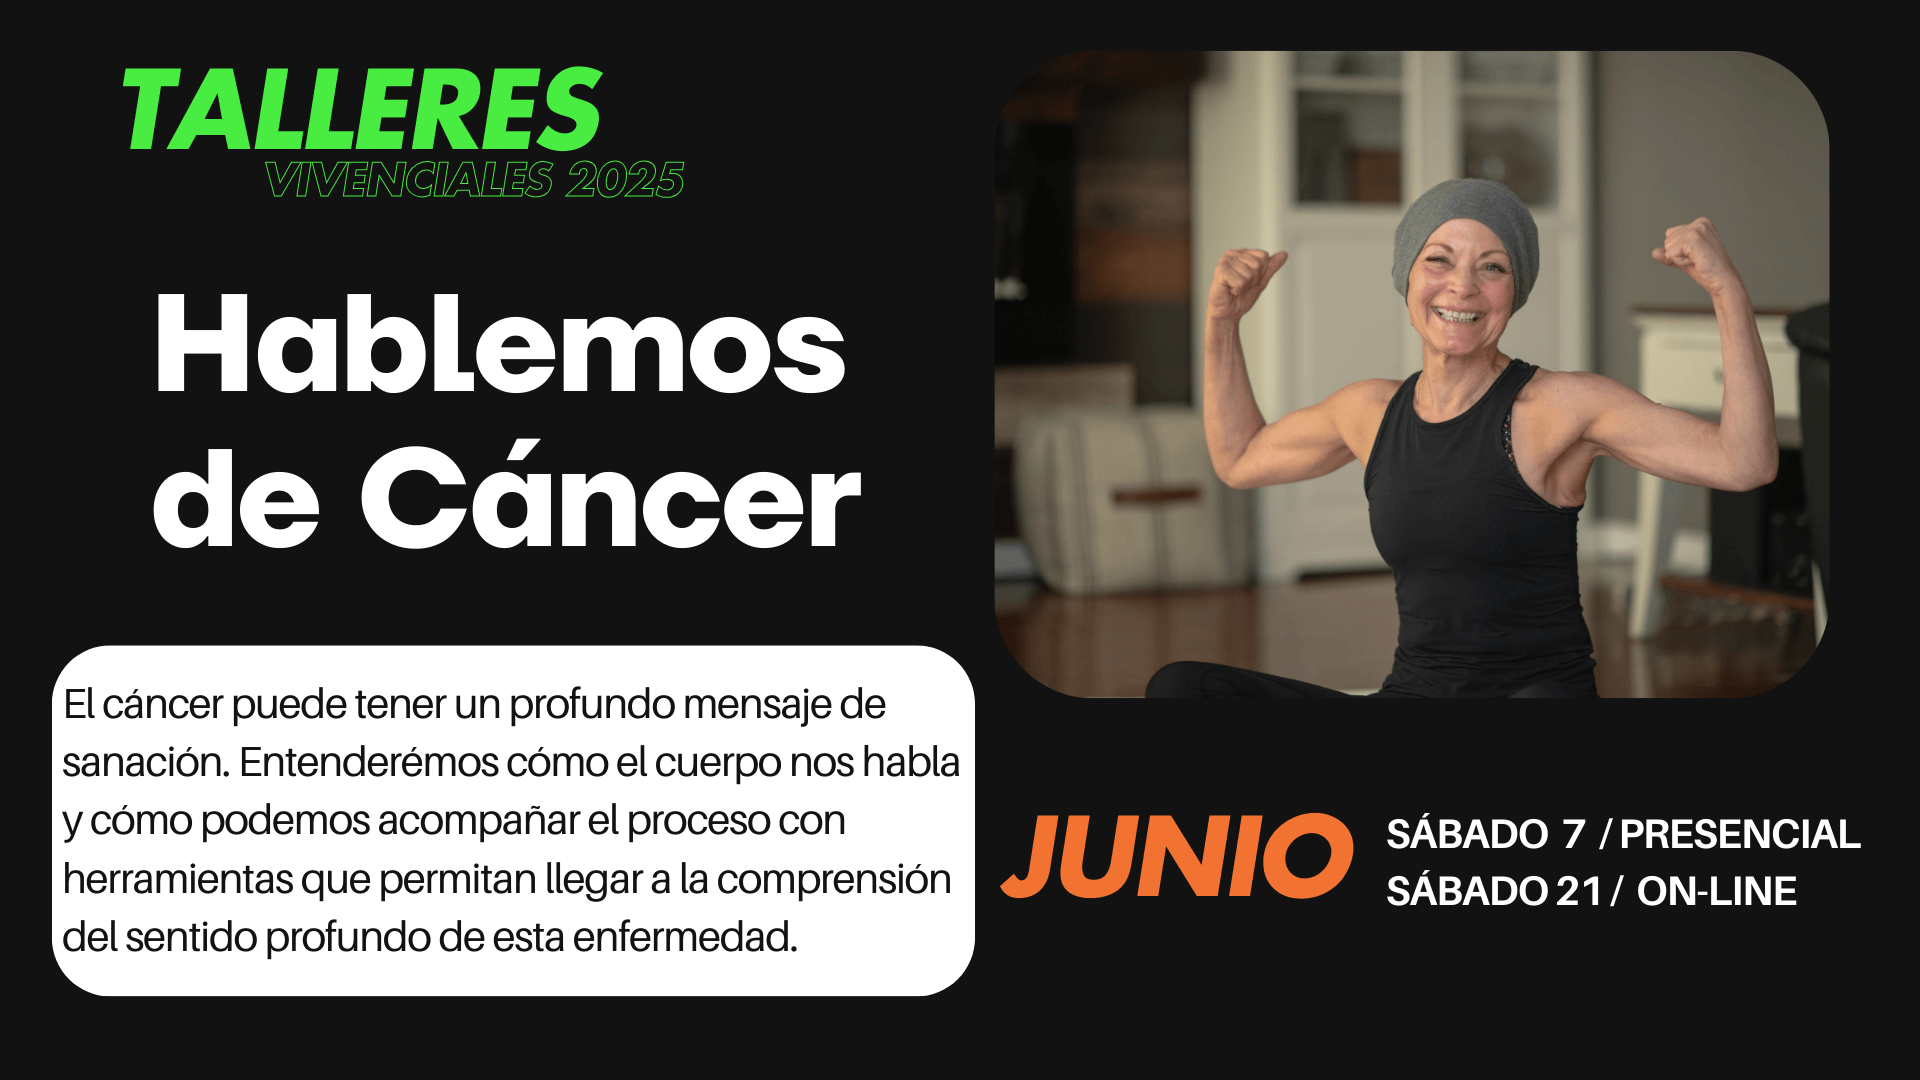 TALLERES
VIVENCIALES 2025
Hablemos
de Cáncer
El cáncer puede tener un profundo mensaje de
sanación. Entenderémos cómo el cuerpo nos habla
y cómo podemos acompañar el proceso con
herramientas que permitan llegar a la comprensión
del sentido profundo de esta enfermedad.
JUNIO
SÁBADO 7 / PRESENCIAL
SÁBADO 21 / ON-LINE